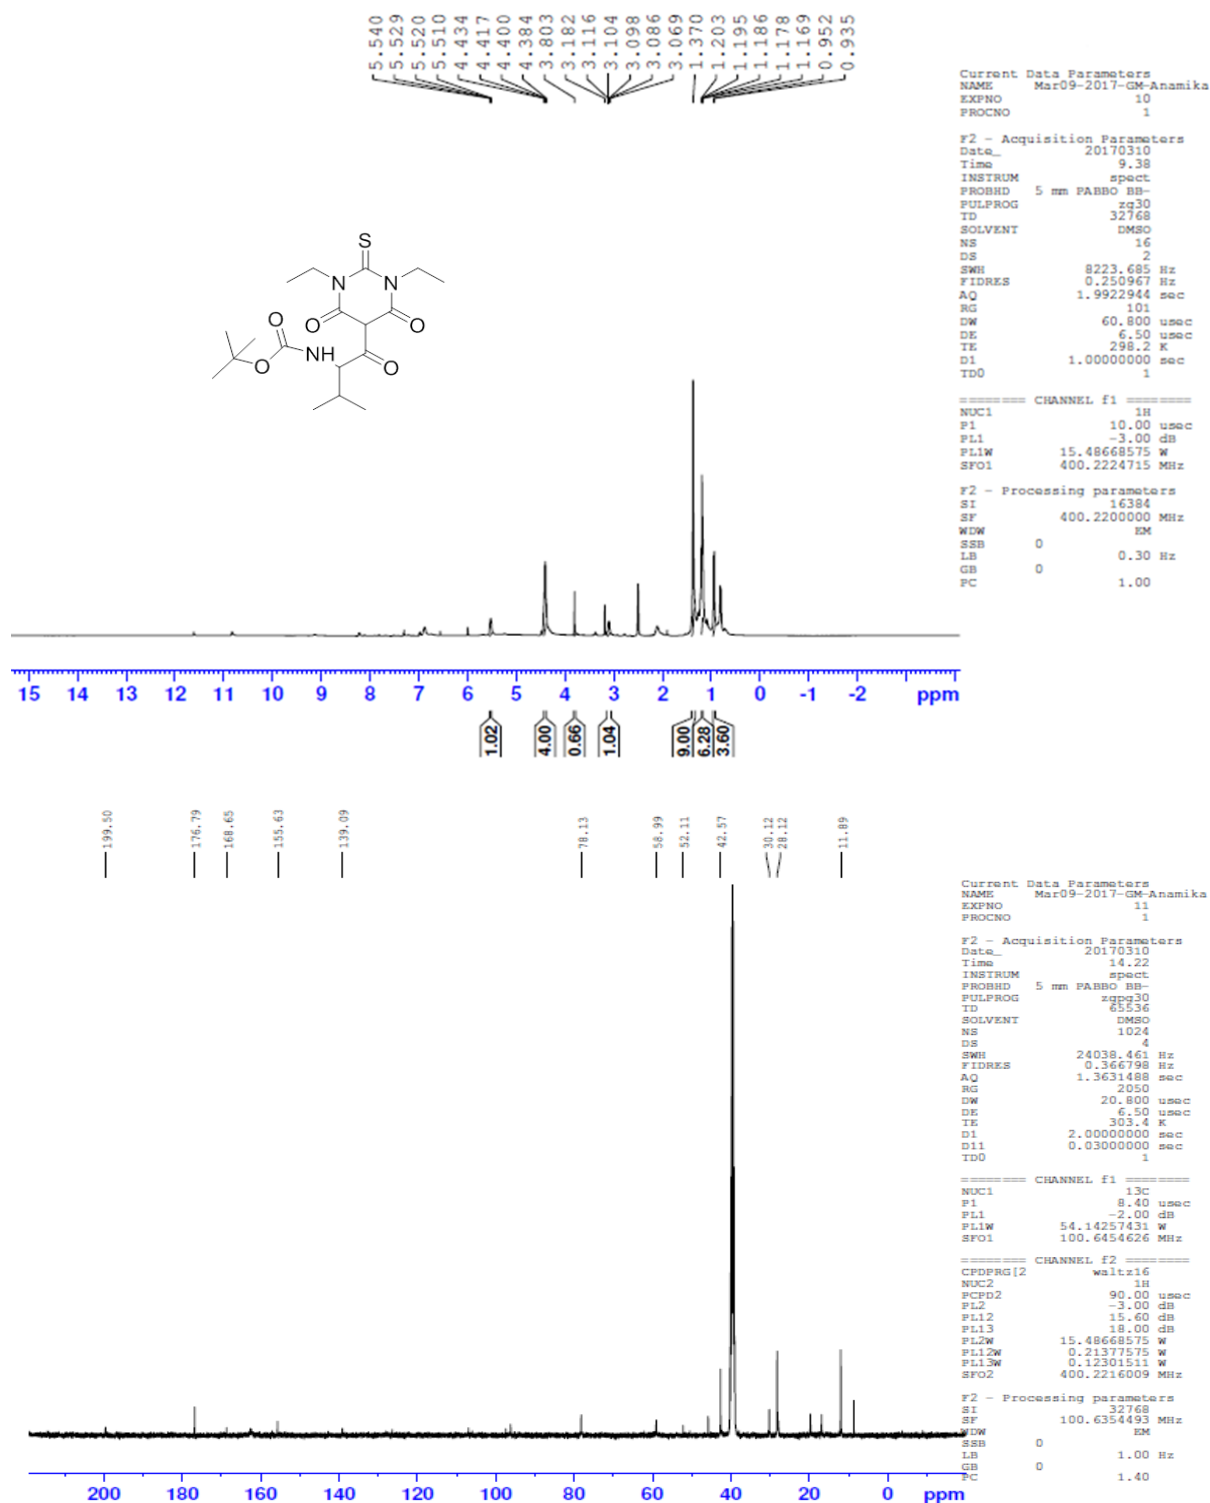 5.540
5.529
5.520
5.510
4.434
4.417
4.400
4.384
3.803
3.182
3.116
3.104
3.098
3.086
3.069
1.370
1.203
1.195
1.186
1.178
1.169
0.952
0.935
Current Data Parameters
NAME Mar09-2017-GM-Anamika
EXPNO 10
PROCNO 1
F2 - Acquisition Parameters
Date_ 20170310
Time 9.38
INSTRUM spect
PROBHD 5 mm PABBO BB-
PULPROG zg30
TD 32768
SOLVENT DMSO
NS 16
DS 2
SWH 8223.685 Hz
FIDRES 0.250967 Hz
AQ 1.9922944 sec
RG 101
DW 60.800 usec
DE 6.50 usec
TE 298.2 K
D1 1.00000000 sec
TD0 1
======== CHANNEL f1 ========
NUC1 1H
P1 10.00 usec
PL1 -3.00 dB
PL1W 15.48668575 W
SFO1 400.2224715 MHz
F2 - Processing parameters
SI 16384
SF 400.2200000 MHz
WDW EM
SSB 0
LB 0.30 Hz
GB 0
PC 1.00
S
N N
O O
O NH
O O
15 14 13 12 11 10 9 8 7 6 5 4 3 2 1 0 -1 -2 ppm
1.02 4.00 0.66 1.04 9.00 6.28 3.60
199.50
176.79
168.65
155.63
139.09
78.13
58.99
52.11
42.57
30.12
28.12
11.89
Current Data Parameters
NAME Mar09-2017-GM-Anamika
EXPNO 11
PROCNO 1
F2 - Acquisition Parameters
Date_ 20170310
Time 14.22
INSTRUM spect
PROBHD 5 mm PABBO BB-
PULPROG zgpg30
TD 65536
SOLVENT DMSO
NS 1024
DS 4
SWH 24038.461 Hz
FIDRES 0.366798 Hz
AQ 1.3631488 sec
RG 2050
DW 20.800 usec
DE 6.50 usec
TE 303.4 K
D1 2.00000000 sec
D11 0.03000000 sec
TD0 1
======== CHANNEL f1 ========
NUC1 13C
P1 8.40 usec
PL1 -2.00 dB
PL1W 54.14257431 W
SFO1 100.6454626 MHz
======== CHANNEL f2 ========
CPDPRG[2 waltz16
NUC2 1H
PCPD2 90.00 usec
PL2 -3.00 dB
PL12 15.60 dB
PL13 18.00 dB
PL2W 15.48668575 W
PL12W 0.21377575 W
PL13W 0.12301511 W
SFO2 400.2216009 MHz
F2 - Processing parameters
SI 32768
SF 100.6354493 MHz
WDW EM
SSB 0
LB 1.00 Hz
GB 0
PC 1.40
200 180 160 140 120 100 80 60 40 20 0 ppm